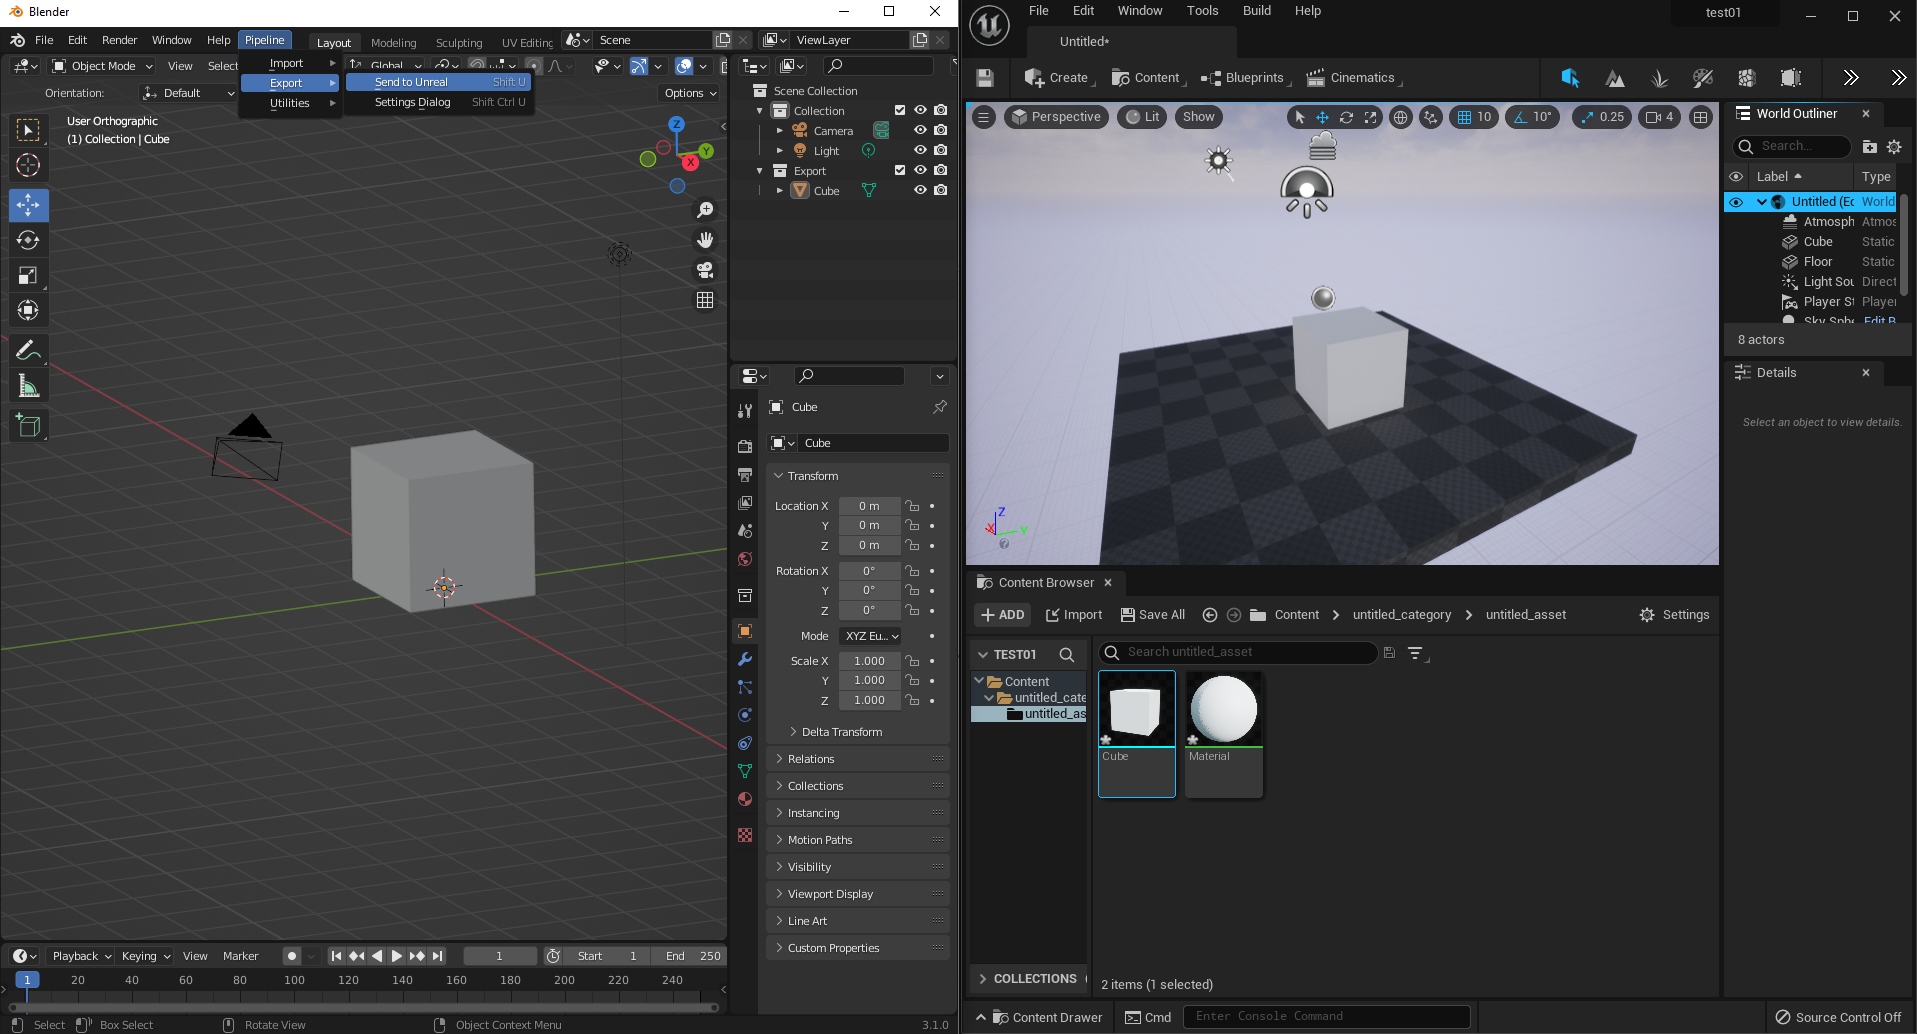 Blender
File Edit Render Window Help Pipeline Layout Modeling Sculpting UV Editing Scene ViewLayer
Object Mode View Select Global
Import
Export
Utilities
Send to Unreal Shift U
Settings Dialog Shift Ctrl U
Orientation: Default
Options
User Orthographic
(1) Collection | Cube
Z
Y
X
Scene Collection
Collection
Camera
Light
Export
Cube
Cube
Cube
Transform
Location X 0 m
Y 0 m
Z 0 m
Rotation X 0°
Y 0°
Z 0°
Mode XYZ Eu...
Scale X 1.000
Y 1.000
Z 1.000
Delta Transform
Relations
Collections
Instancing
Motion Paths
Visibility
Viewport Display
Line Art
Custom Properties
Playback Keying View Marker 1 Start 1 End 250
1 20 40 60 80 100 120 140 160 180 200 220 240
Select Box Select Rotate View Object Context Menu 3.1.0
File Edit Window Tools Build Help test01
Untitled*
Create Content Blueprints Cinematics
Perspective Lit Show 10 10° 0.25 4
Z
X
Y
World Outliner
Search...
Label Type
Untitled (Ec World
Atmosph Atmos
Cube Static
Floor Static
Light Sou Direct
Player St Player
Sky Sphe Edit B
8 actors
Details
Select an object to view details.
Content Browser
ADD Import Save All Content untitled_category untitled_asset Settings
TEST01
Search untitled_asset
Content
untitled_cate
untitled_as
Cube
Material
COLLECTIONS
2 items (1 selected)
Content Drawer Cmd Enter Console Command Source Control Off